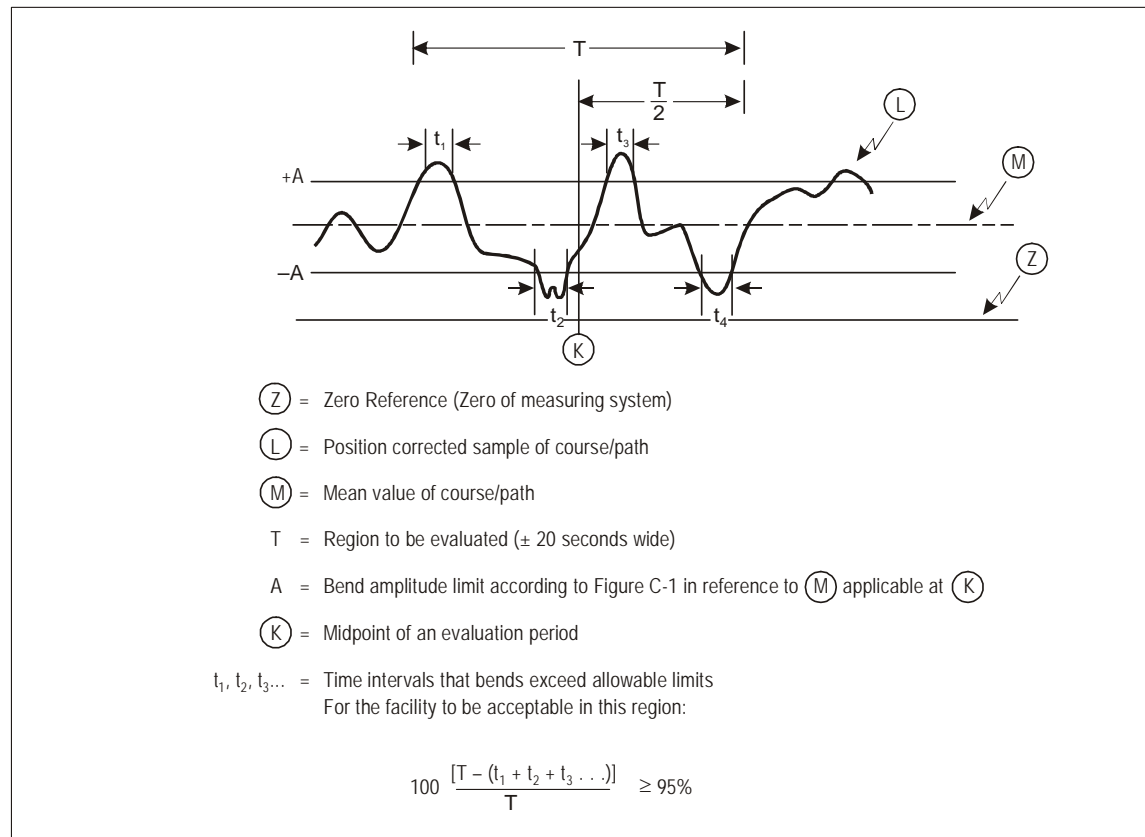 T
T
2
L
t₁
t₃
M
+A
–A
Z
t₂
t₄
K
Z = Zero Reference (Zero of measuring system)
L = Position corrected sample of course/path
M = Mean value of course/path
T = Region to be evaluated (± 20 seconds wide)
A = Bend amplitude limit according to Figure C-1 in reference to M applicable at K
K = Midpoint of an evaluation period
t₁, t₂, t₃... = Time intervals that bends exceed allowable limits
For the facility to be acceptable in this region:
100 [T – (t₁ + t₂ + t₃ . . .)] ≥ 95%
T